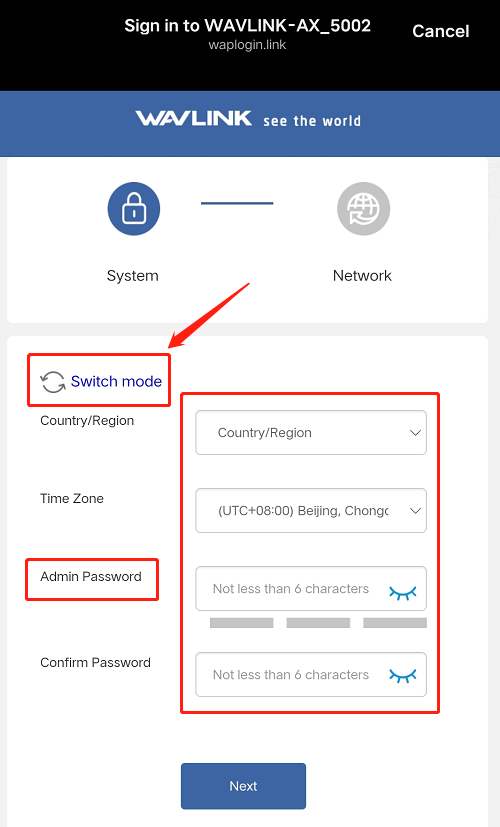 Sign in to WAVLINK-AX_5002
Cancel
waplogin.link
WAVLINK see the world
System
Network
Switch mode
Country/Region
Country/Region
Time Zone
(UTC+08:00) Beijing, Chongc
Admin Password
Not less than 6 characters
Confirm Password
Not less than 6 characters
Next